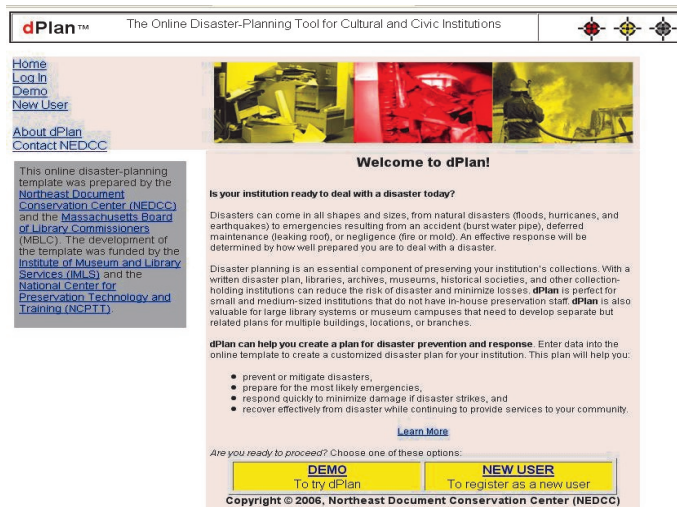 dPlan™
The Online Disaster-Planning Tool for Cultural and Civic Institutions
Home
Log In
Demo
New User
About dPlan
Contact NEDCC
This online disaster-planning
template was prepared by the
Northeast Document
Conservation Center (NEDCC)
and the Massachusetts Board
of Library Commissioners
(MBLC). The development of
the template was funded by the
Institute of Museum and Library
Services (IMLS) and the
National Center for
Preservation Technology and
Training (NCPTT).
Welcome to dPlan!
Is your institution ready to deal with a disaster today?
Disasters can come in all shapes and sizes, from natural disasters (floods, hurricanes, and
earthquakes) to emergencies resulting from an accident (burst water pipe), deferred
maintenance (leaking roof), or negligence (fire or mold). An effective response will be
determined by how well prepared you are to deal with a disaster.
Disaster planning is an essential component of preserving your institution's collections. With a
written disaster plan, libraries, archives, museums, historical societies, and other collection-
holding institutions can reduce the risk of disaster and minimize losses. dPlan is perfect for
small and medium-sized institutions that do not have in-house preservation staff. dPlan is also
valuable for large library systems or museum campuses that need to develop separate but
related plans for multiple buildings, locations, or branches.
dPlan can help you create a plan for disaster prevention and response. Enter data into the
online template to create a customized disaster plan for your institution. This plan will help you:
• prevent or mitigate disasters,
• prepare for the most likely emergencies,
• respond quickly to minimize damage if disaster strikes, and
• recover effectively from disaster while continuing to provide services to your community.
Learn More
Are you ready to proceed? Choose one of these options:
DEMO
To try dPlan
NEW USER
To register as a new user
Copyright © 2006, Northeast Document Conservation Center (NEDCC)